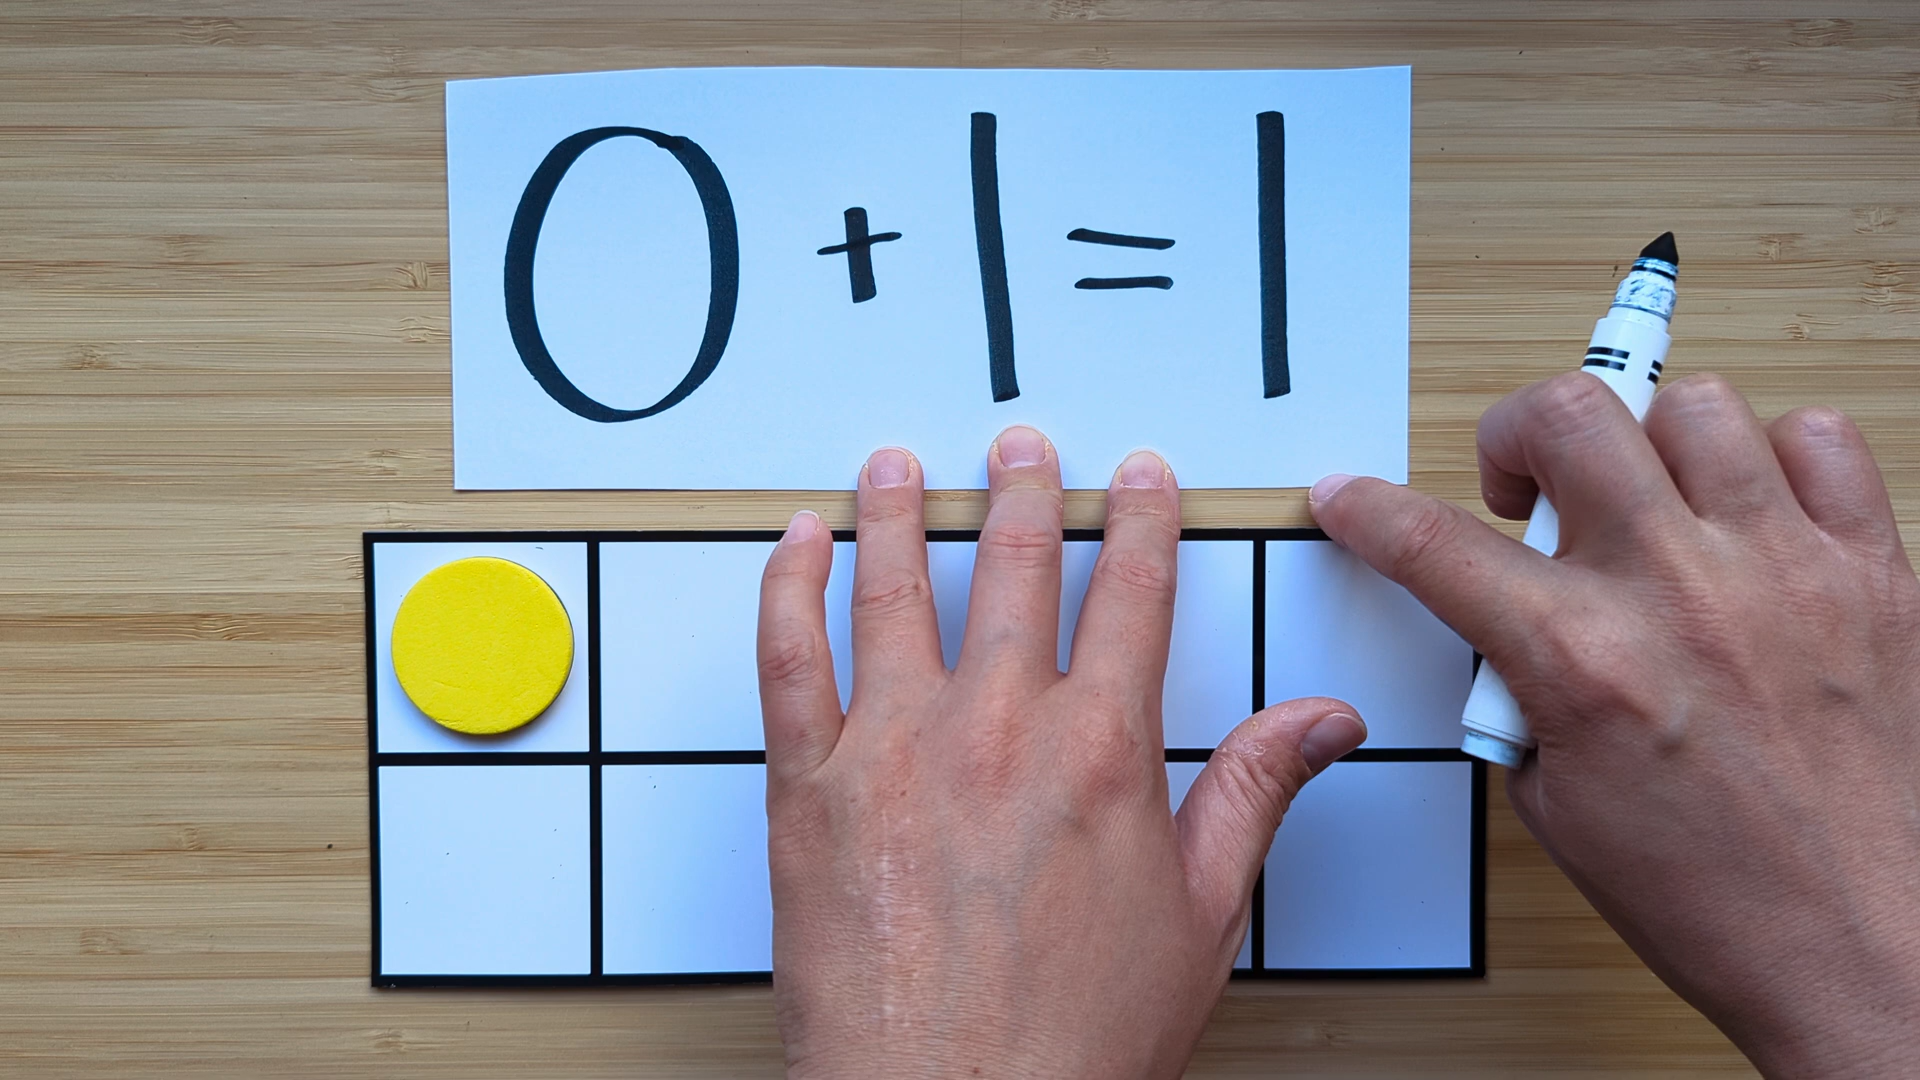 0 + 1 = 1